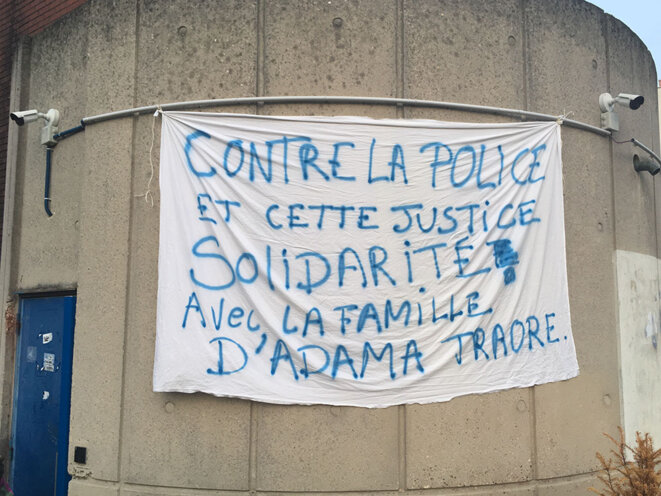 CONTRE LA POLICE
ET CETTE JUSTICE
SOLiDARiTÉ
AVEC LA FAMiLLE
D'ADAMA TRAORE.